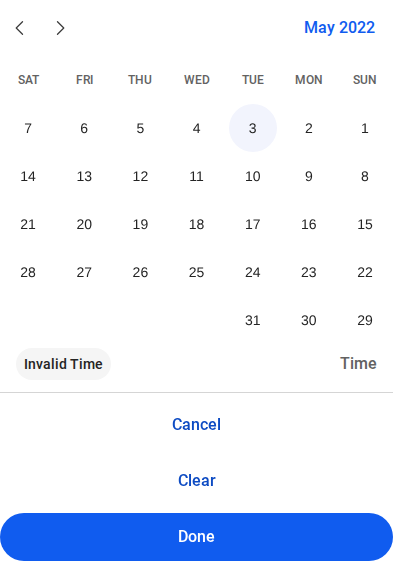 May 2022
SAT FRI THU WED TUE MON SUN
7 6 5 4 3 2 1
14 13 12 11 10 9 8
21 20 19 18 17 16 15
28 27 26 25 24 23 22
31 30 29
Invalid Time Time
Cancel
Clear
Done